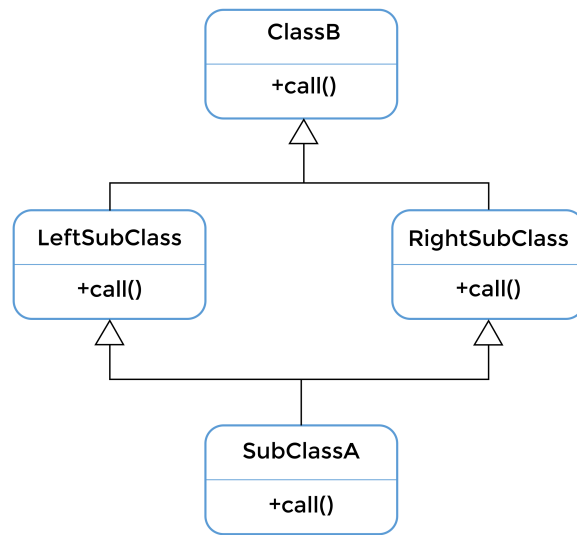 ClassB
+call()
LeftSubClass
+call()
RightSubClass
+call()
SubClassA
+call()